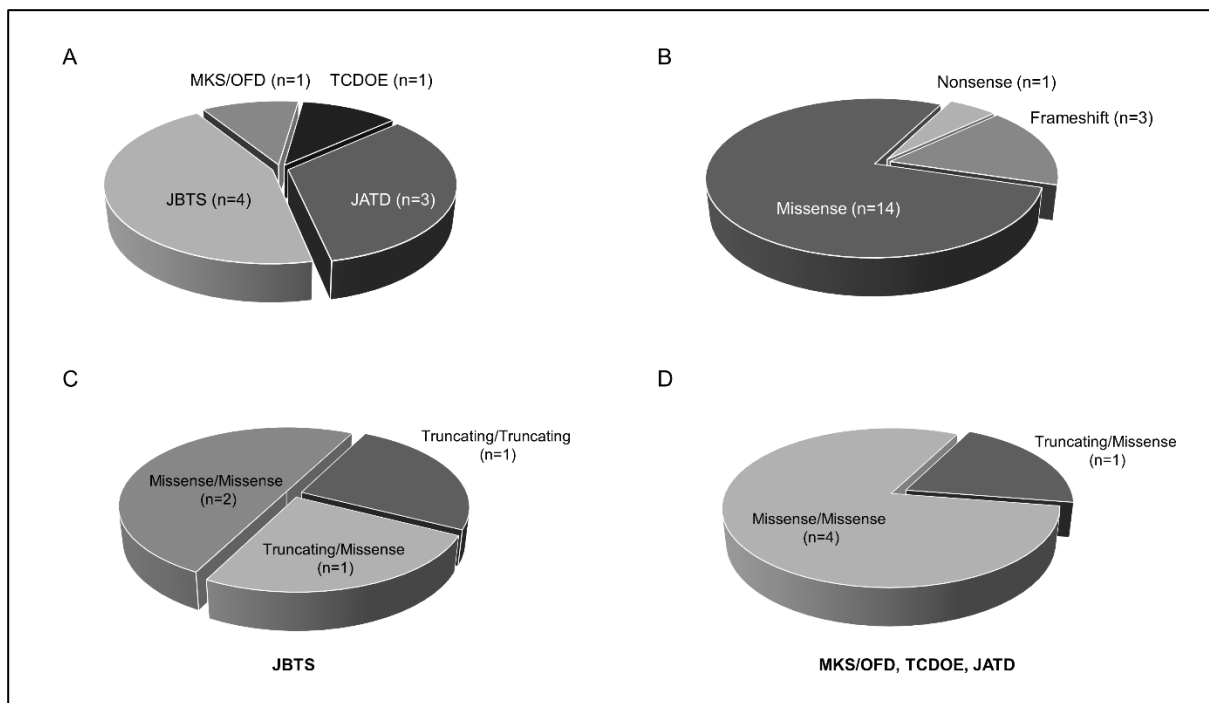 A
MKS/OFD (n=1)
TCDOE (n=1)
JBTS (n=4)
JATD (n=3)
B
Nonsense (n=1)
Frameshift (n=3)
Missense (n=14)
C
Truncating/Truncating
(n=1)
Missense/Missense
(n=2)
Truncating/Missense
(n=1)
JBTS
D
Truncating/Missense
(n=1)
Missense/Missense
(n=4)
MKS/OFD, TCDOE, JATD